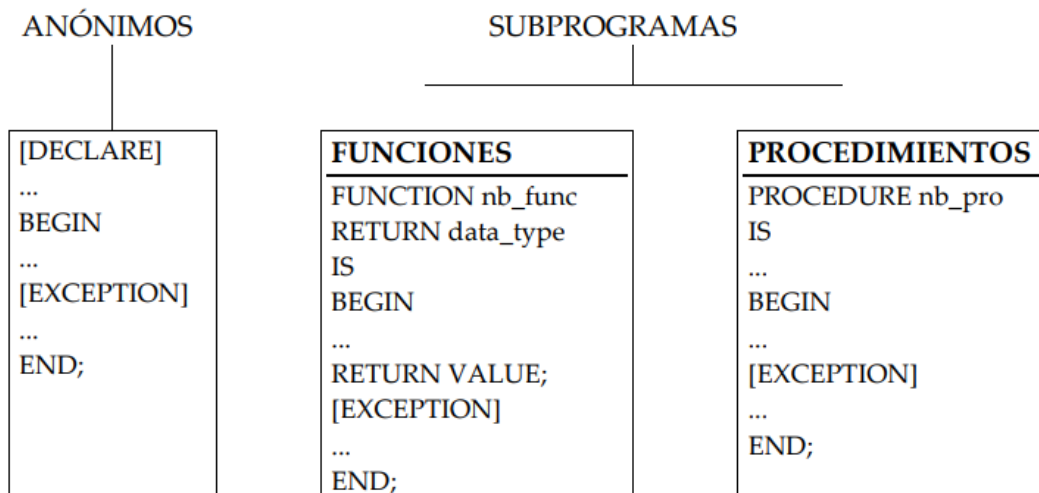 ANÓNIMOS
SUBPROGRAMAS
[DECLARE]
...
BEGIN
...
[EXCEPTION]
...
END;
FUNCIONES
FUNCTION nb_func
RETURN data_type
IS
BEGIN
...
RETURN VALUE;
[EXCEPTION]
...
END;
PROCEDIMIENTOS
PROCEDURE nb_pro
IS
...
BEGIN
...
[EXCEPTION]
...
END;